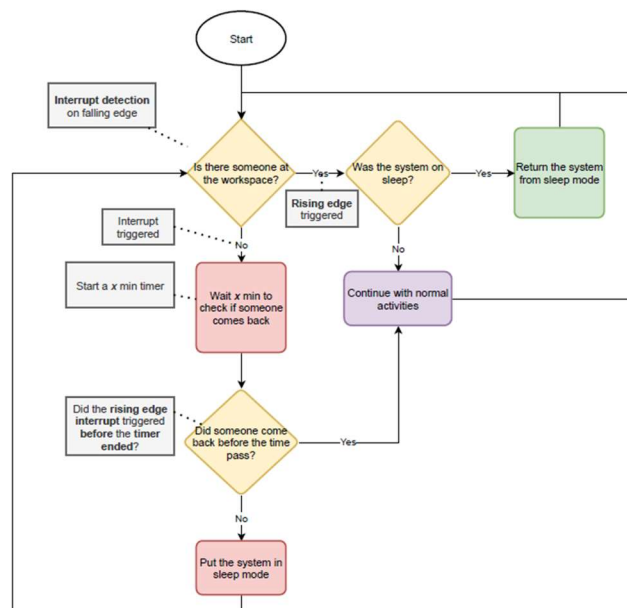 Start
Interrupt detection
on falling edge
Is there someone at
the workspace?
Yes
Was the system on
sleep?
Yes
Return the system
from sleep mode
Rising edge
triggered
Interrupt
triggered
No
No
Start a x min timer
Wait x min to
check if someone
comes back
Continue with normal
activities
Did the rising edge
interrupt triggered
before the timer
ended?
Did someone come
back before the time
pass?
Yes
No
Put the system in
sleep mode